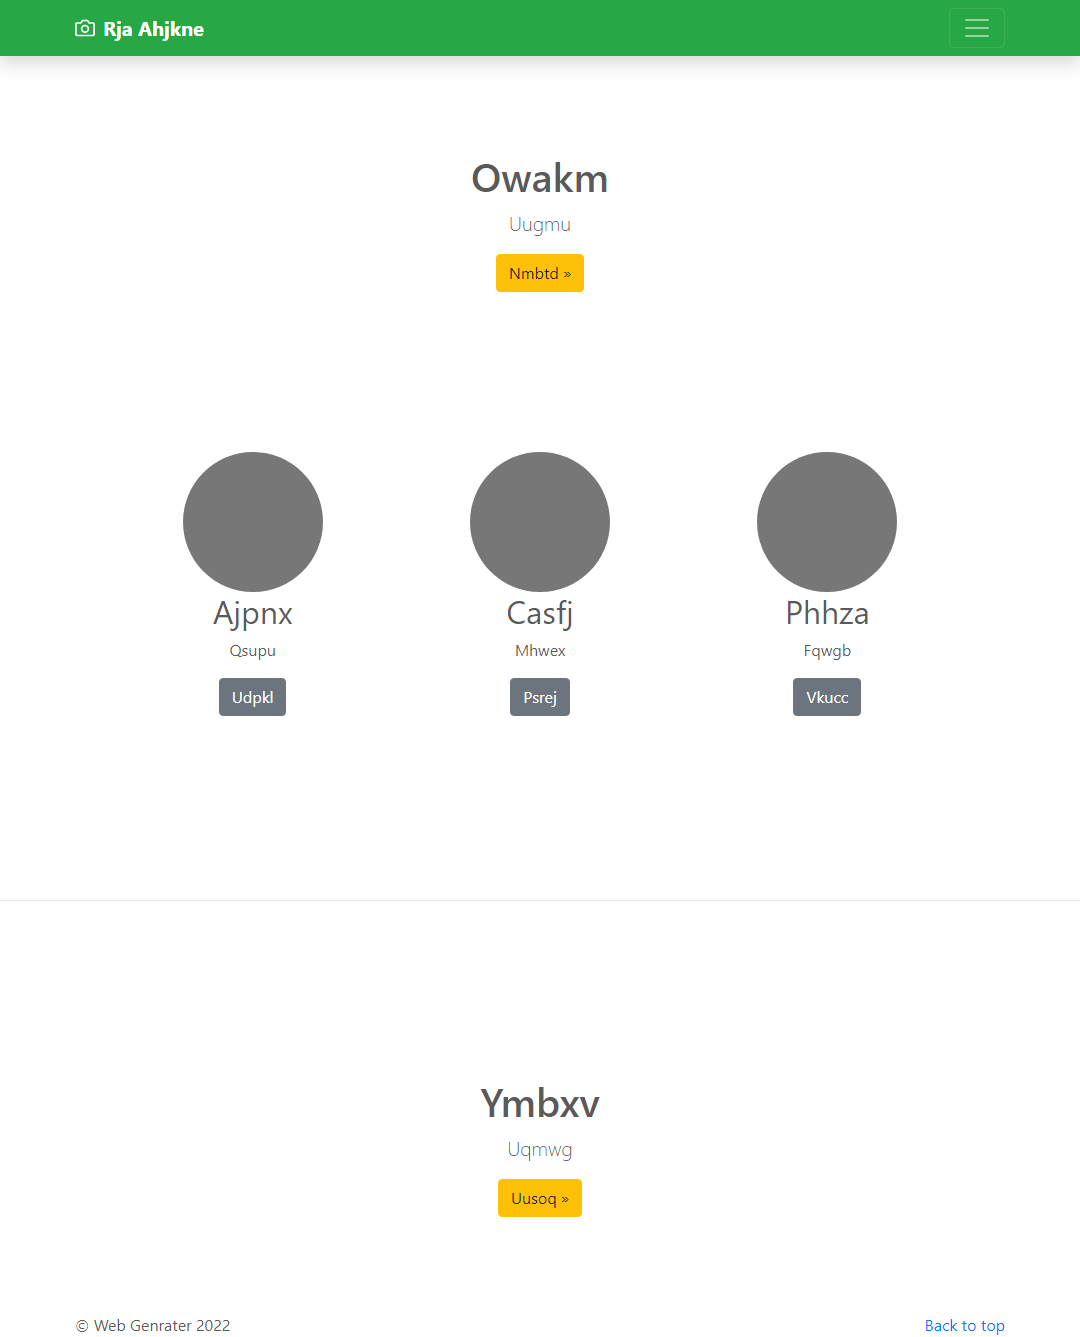 Rja Ahjkne
Owakm
Uugmu
Nmbtd »
Ajpnx
Qsupu
Udpkl
Casfj
Mhwex
Psrej
Phhza
Fqwgb
Vkucc
Ymbxv
Uqmwg
Uusoq »
© Web Genrater 2022
Back to top